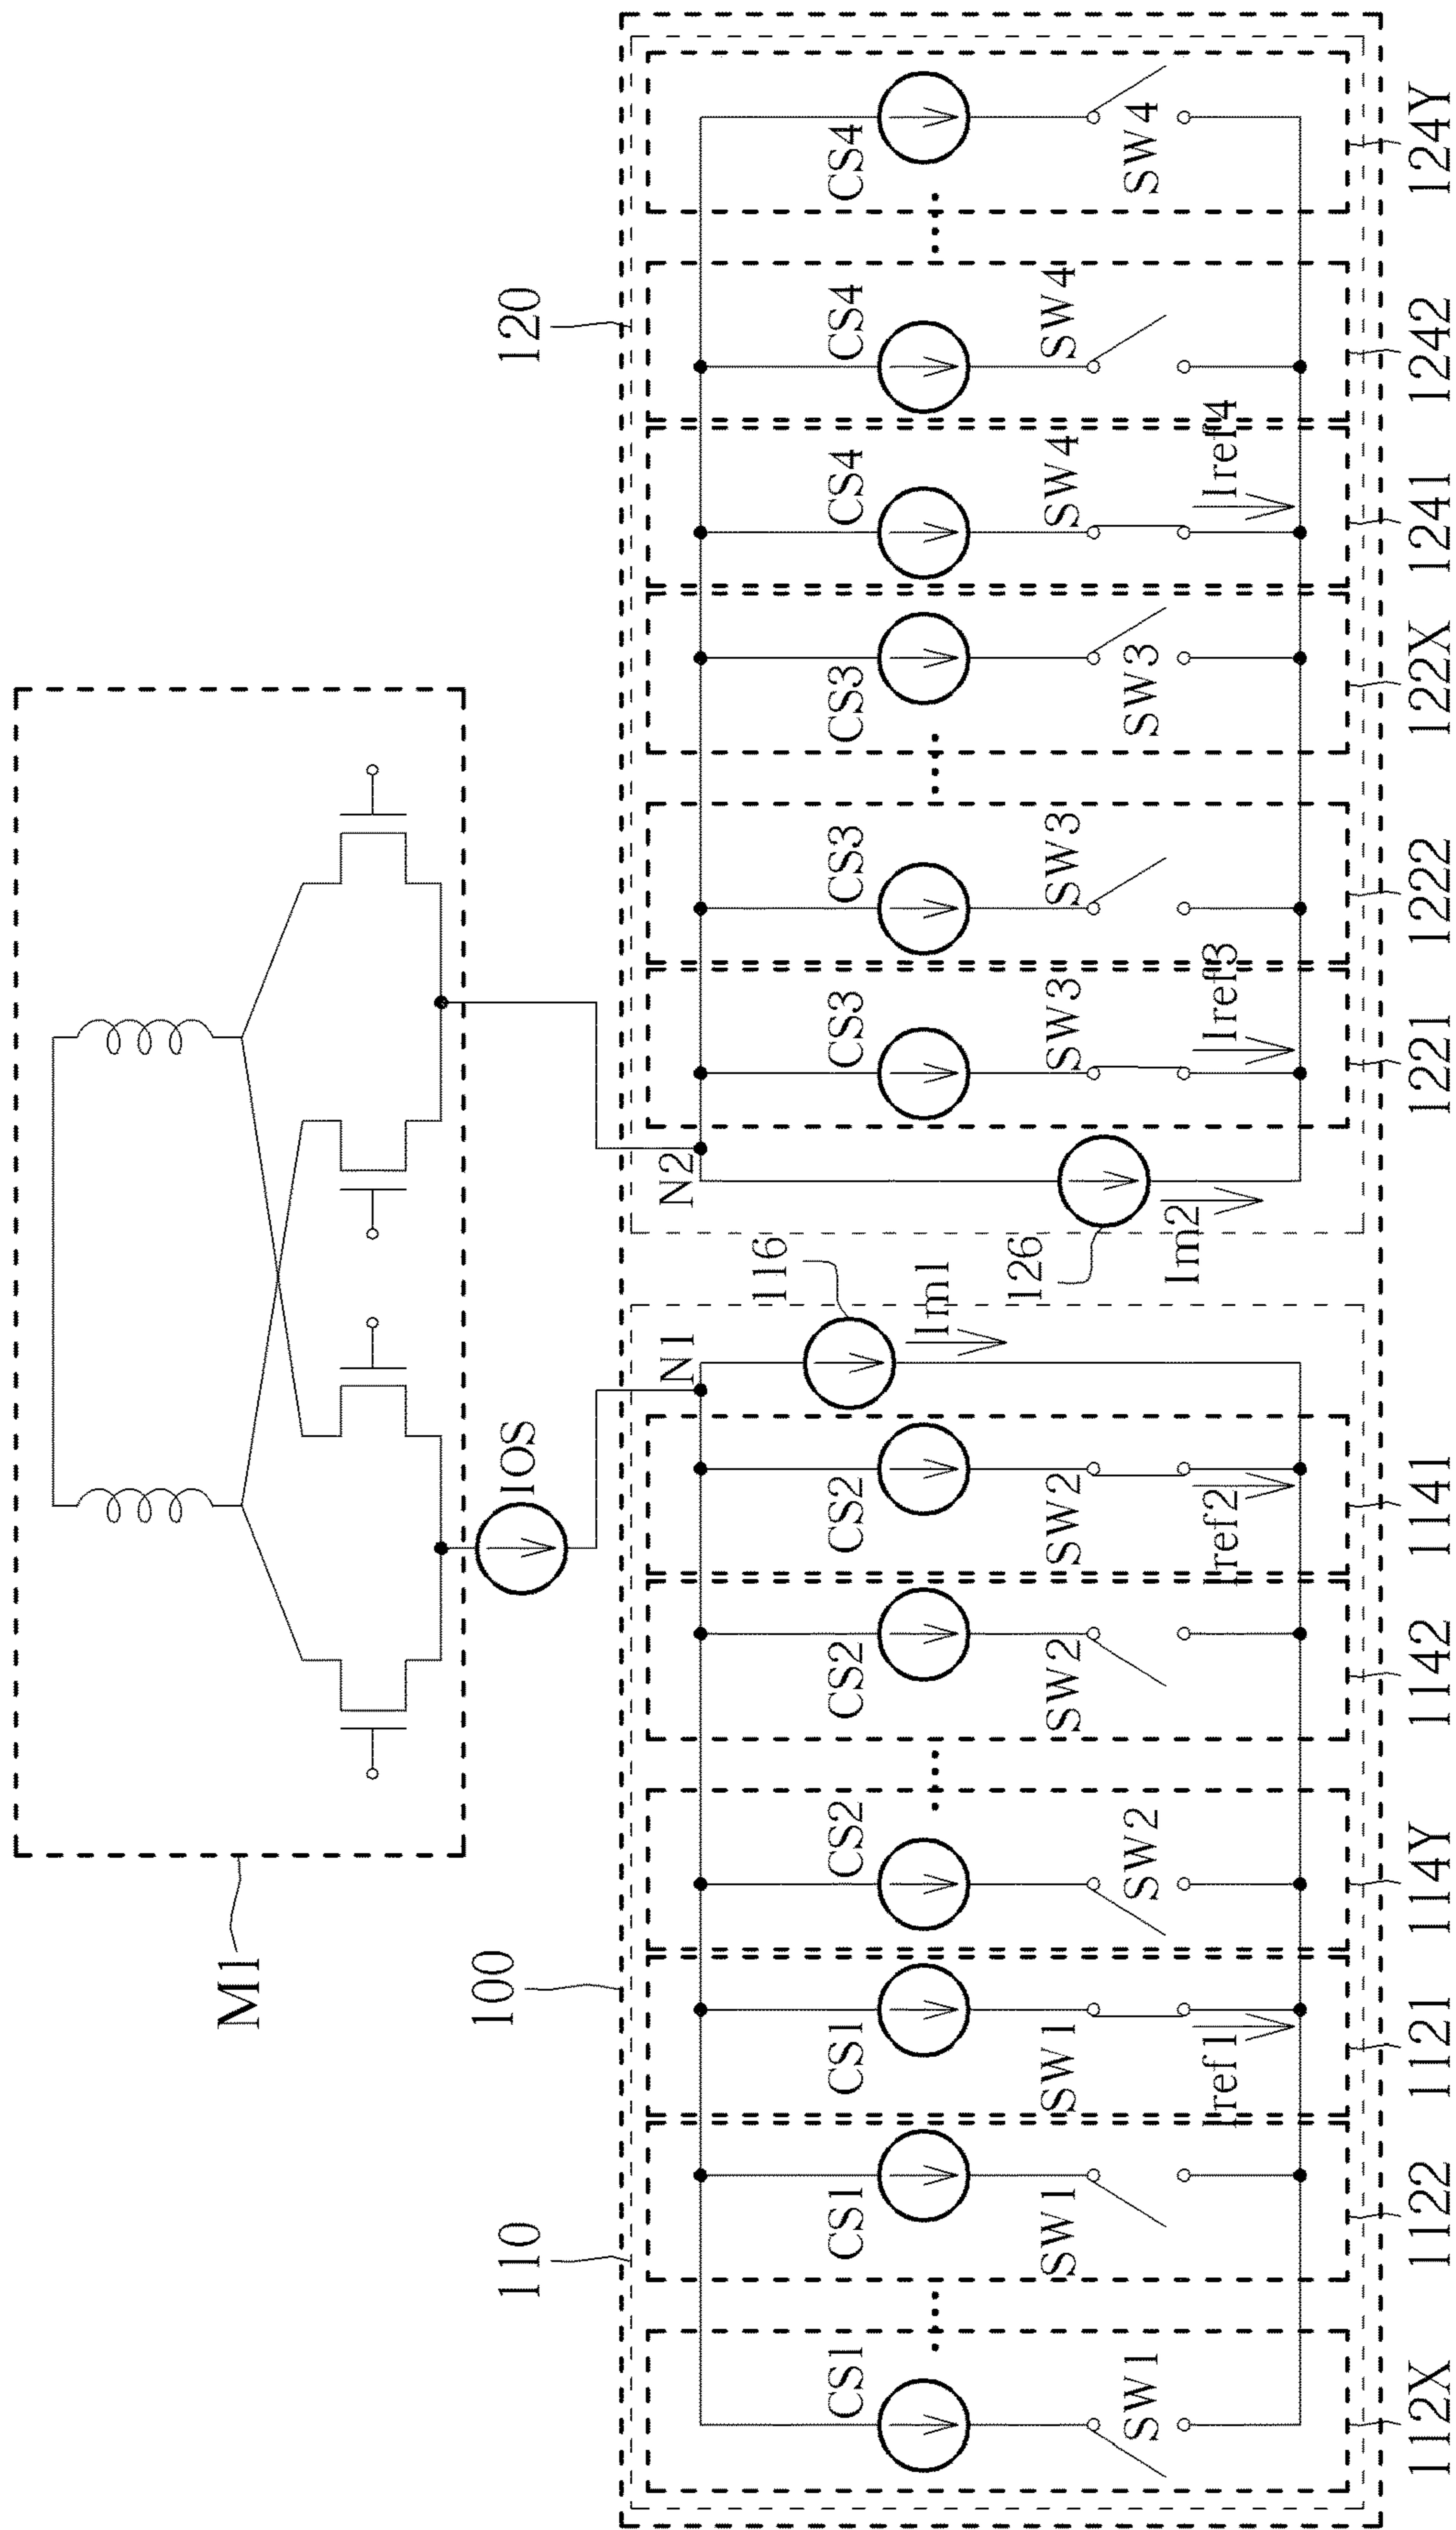 M1
IOS
100
110
120
N1
N2
116
Im1
126
Im2
CS1
CS1
CS1
CS2
CS2
CS2
CS3
CS3
CS3
CS4
CS4
CS4
SW1
SW1
SW1
SW2
SW2
SW2
SW3
SW3
SW3
SW4
SW4
SW4
Iref1
Iref2
Iref3
Iref4
112X
1122
1121
114Y
1142
1141
1221
1222
122X
1241
1242
124Y